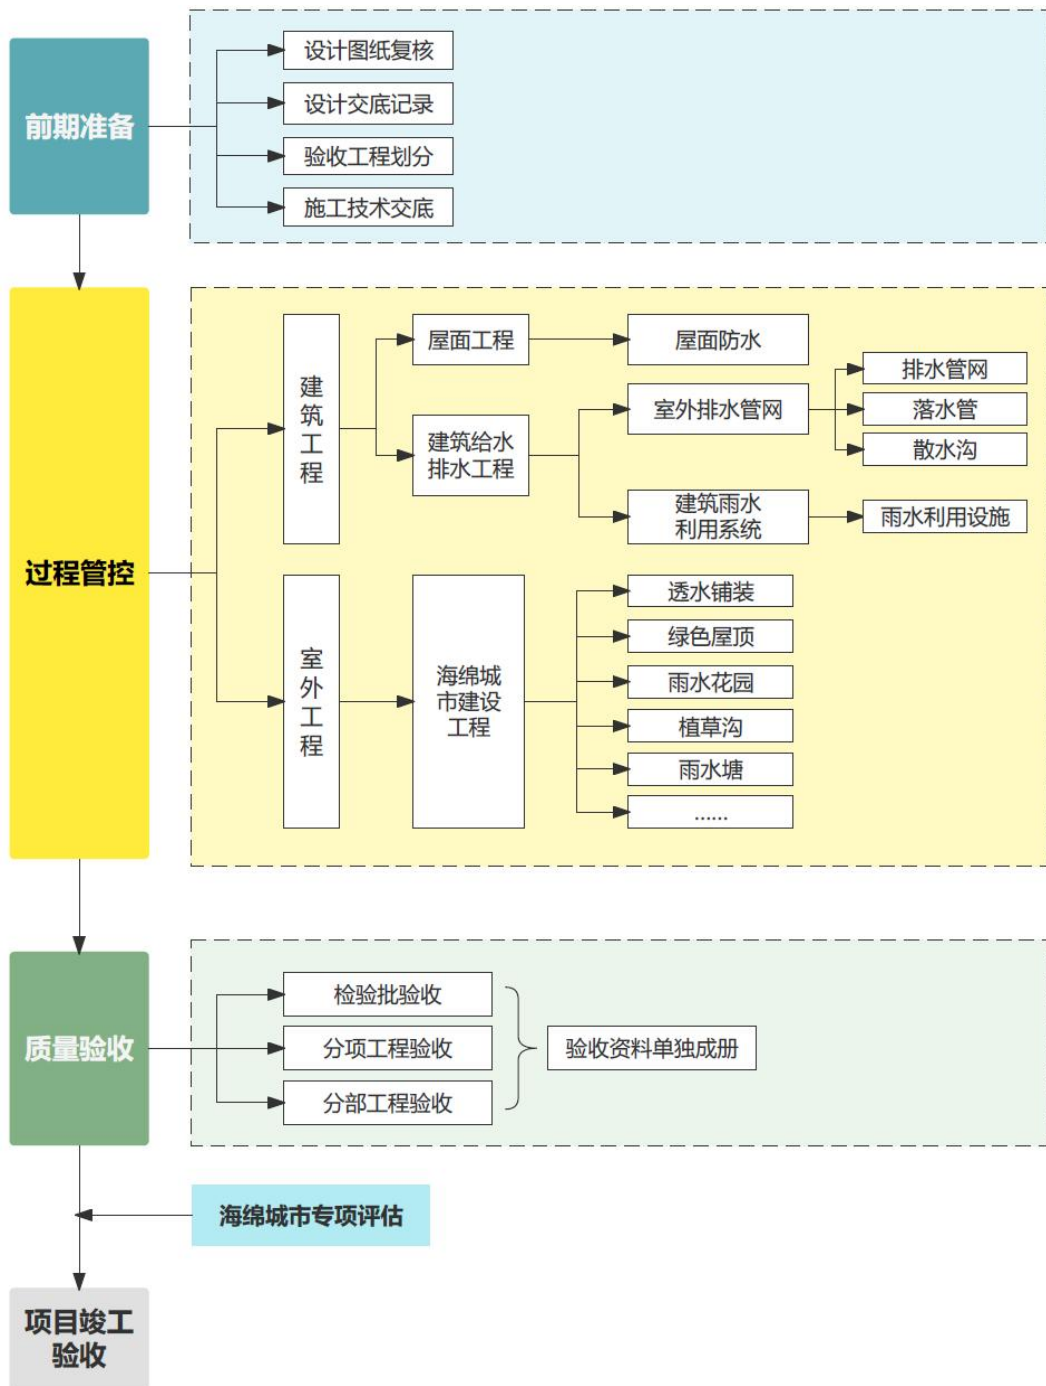 前期准备
设计图纸复核
设计交底记录
验收工程划分
施工技术交底
过程管控
建
筑
工
程
屋面工程
屋面防水
建筑给水
排水工程
室外排水管网
排水管网
落水管
散水沟
建筑雨水
利用系统
雨水利用设施
室
外
工
程
海绵城
市建设
工程
透水铺装
绿色屋顶
雨水花园
植草沟
雨水塘
……
质量验收
检验批验收
分项工程验收
分部工程验收
验收资料单独成册
海绵城市专项评估
项目竣工
验收